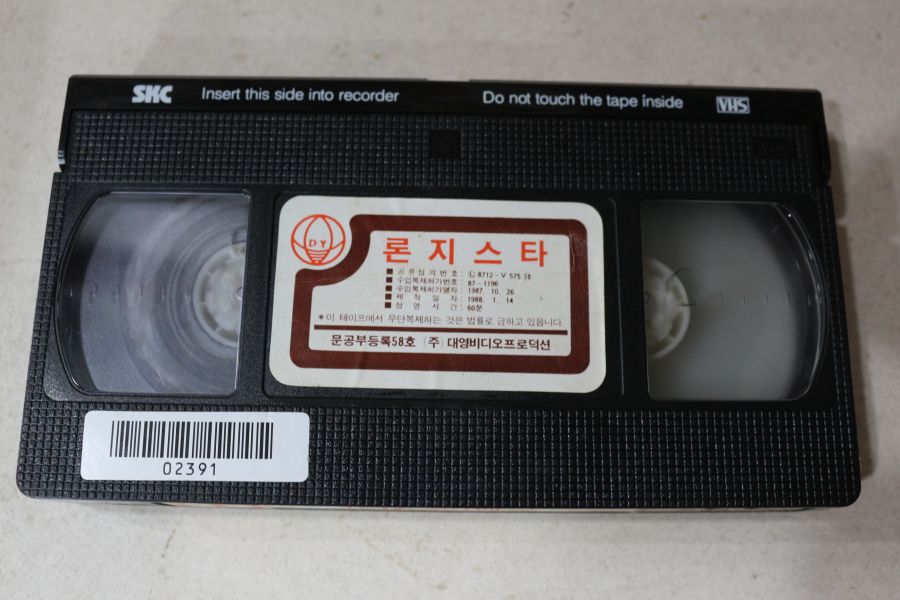 SKC Insert this side into recorder Do not touch the tape inside VHS
DY
론지스타
■ 공륜심의번호 : Ⓛ 8712-V 575 호
■ 수입복제허가번호 : 87-1196
■ 수입복제허가월자 : 1987. 10. 26
■ 제작일자 : 1988. 1. 14
■ 상영시간 : 60분
*이 테이프에서 무단복제하는 것은 법률로 금하고 있읍니다.
문공부등록58호 (주) 대영비디오프로덕션
02391